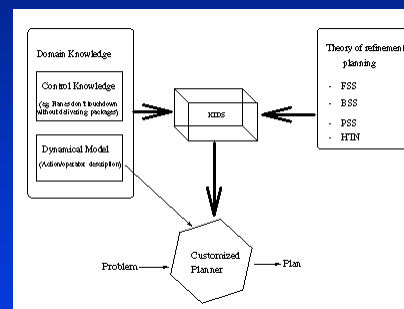 Domain Knowledge
Control Knowledge
(eg. Planes don't touchdown
without delivering packages)
Dynamical Model
(Action/operator description)
KIDS
Theory of refinement
planning
- FSS
- BSS
- PSS
- HTN
Customized
Planner
Problem
Plan